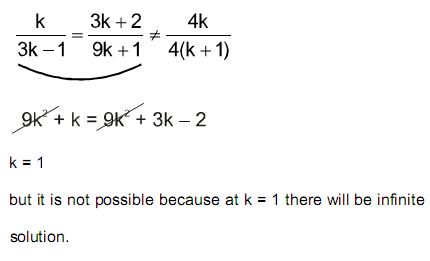 k/(3k – 1) = (3k + 2)/(9k + 1) ≠ 4k/(4(k + 1))
9k² + k = 9k² + 3k – 2
k = 1
but it is not possible because at k = 1 there will be infinite
solution.